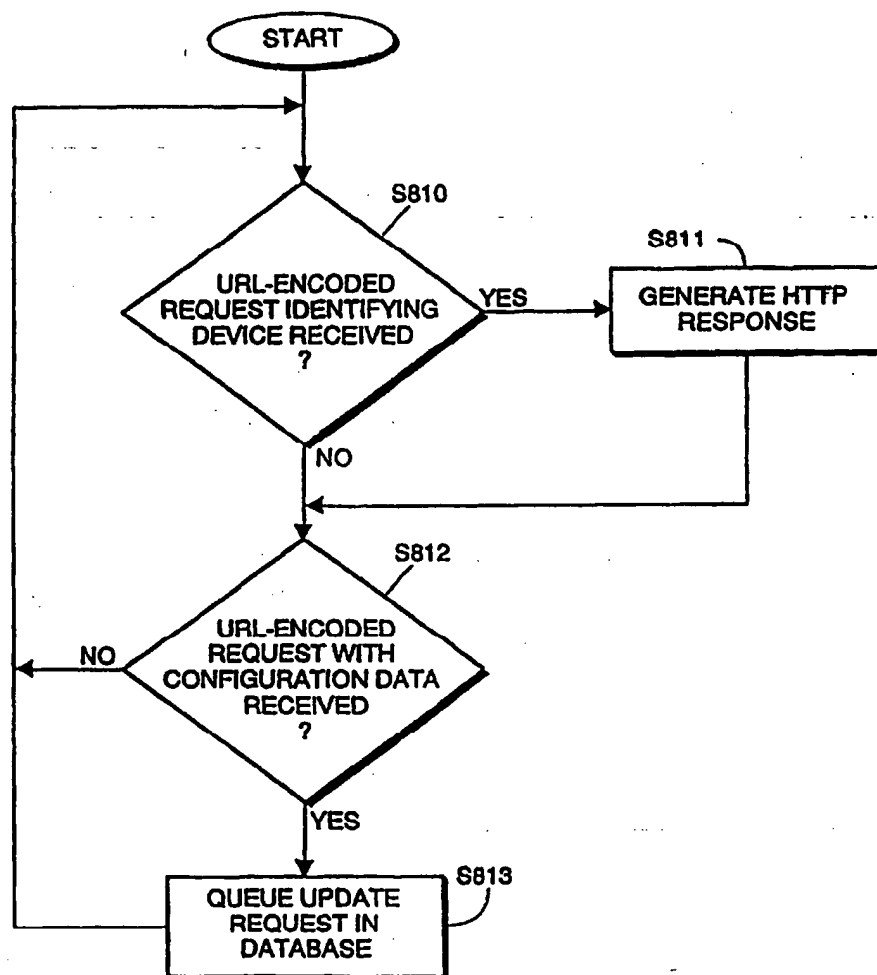 START
S810
URL-ENCODED
REQUEST IDENTIFYING
DEVICE RECEIVED
?
YES
S811
GENERATE HTTP
RESPONSE
NO
S812
URL-ENCODED
REQUEST WITH
CONFIGURATION DATA
RECEIVED
?
NO
YES
S813
QUEUE UPDATE
REQUEST IN
DATABASE